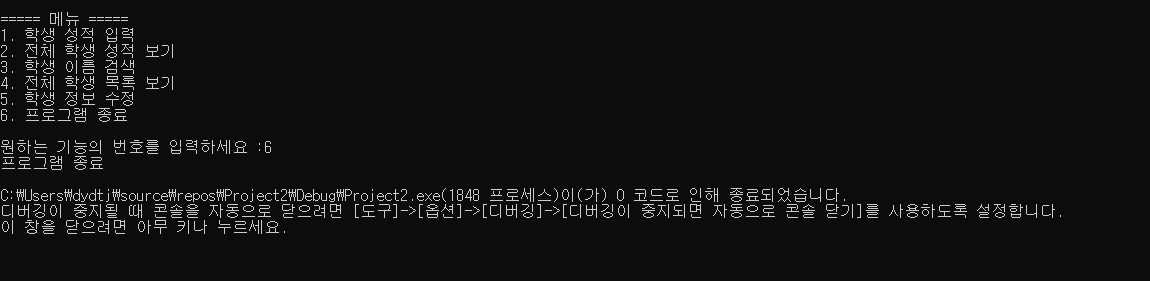 ===== 메뉴 =====
1. 학생 성적 입력
2. 전체 학생 성적 보기
3. 학생 이름 검색
4. 전체 학생 목록 보기
5. 학생 정보 수정
6. 프로그램 종료
원하는 기능의 번호를 입력하세요 :6
프로그램 종료
C:₩Users₩dydtj₩source₩repos₩Project2₩Debug₩Project2.exe(1848 프로세스)이(가) 0 코드로 인해 종료되었습니다.
디버깅이 중지될 때 콘솔을 자동으로 닫으려면 [도구]->[옵션]->[디버깅]->[디버깅이 중지되면 자동으로 콘솔 닫기]를 사용하도록 설정합니다.
이 창을 닫으려면 아무 키나 누르세요.